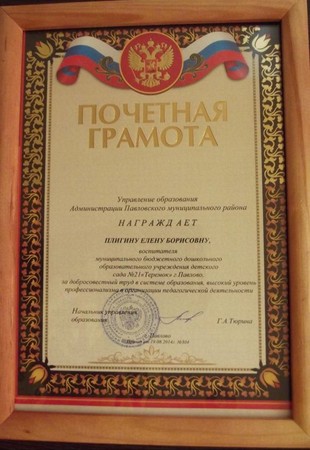 ПОЧЕТНАЯ
ГРАМОТА
Управление образования
Администрации Павловского муниципального района
НАГРАЖДАЕТ
ПЛИГИНУ ЕЛЕНУ БОРИСОВНУ,
воспитателя
муниципального бюджетного дошкольного
образовательного учреждения детского
сада №21«Теремок» г.Павлово,
за добросовестный труд в системе образования, высокий уровень
профессионализма в организации педагогической деятельности
Начальник управления
образования
Г.А.Тюрина
г. Павлово